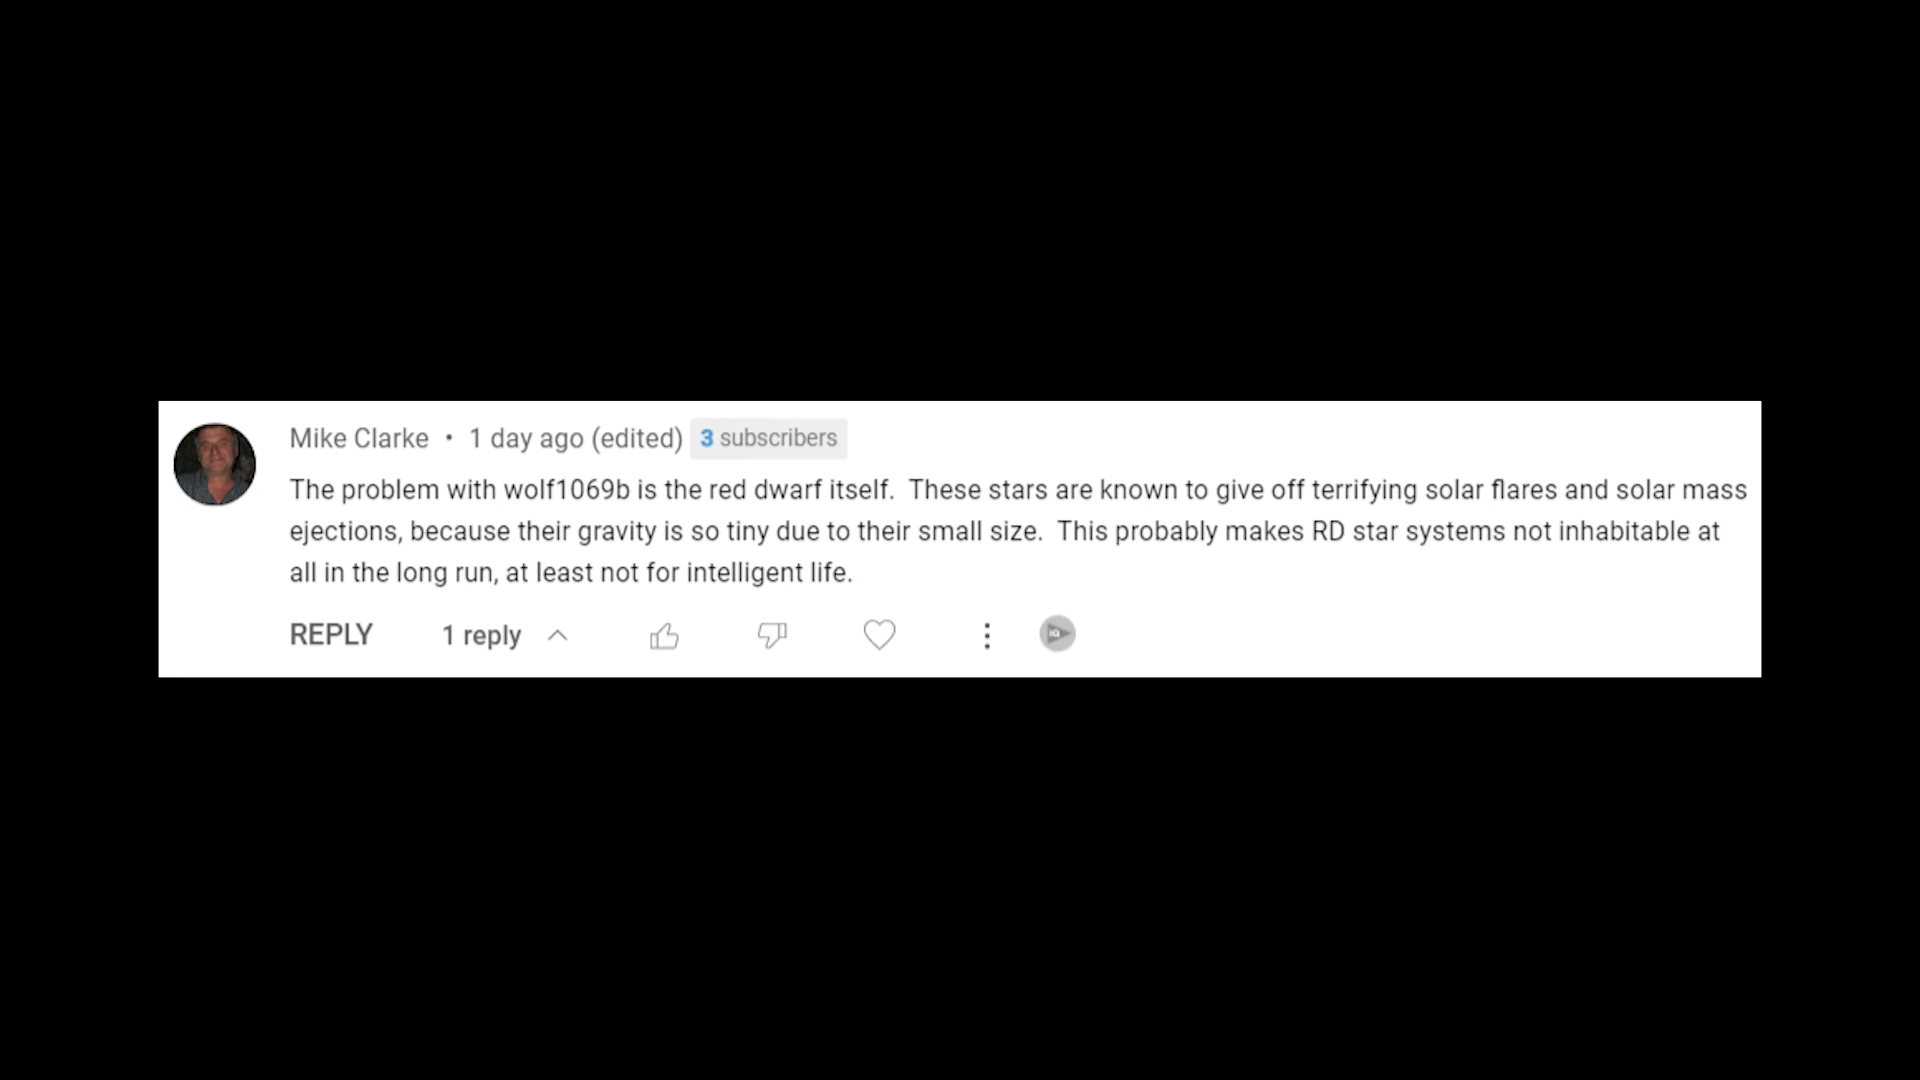 Mike Clarke • 1 day ago (edited) 3 subscribers
The problem with wolf1069b is the red dwarf itself.  These stars are known to give off terrifying solar flares and solar mass
ejections, because their gravity is so tiny due to their small size.  This probably makes RD star systems not inhabitable at
all in the long run, at least not for intelligent life.
REPLY 1 reply